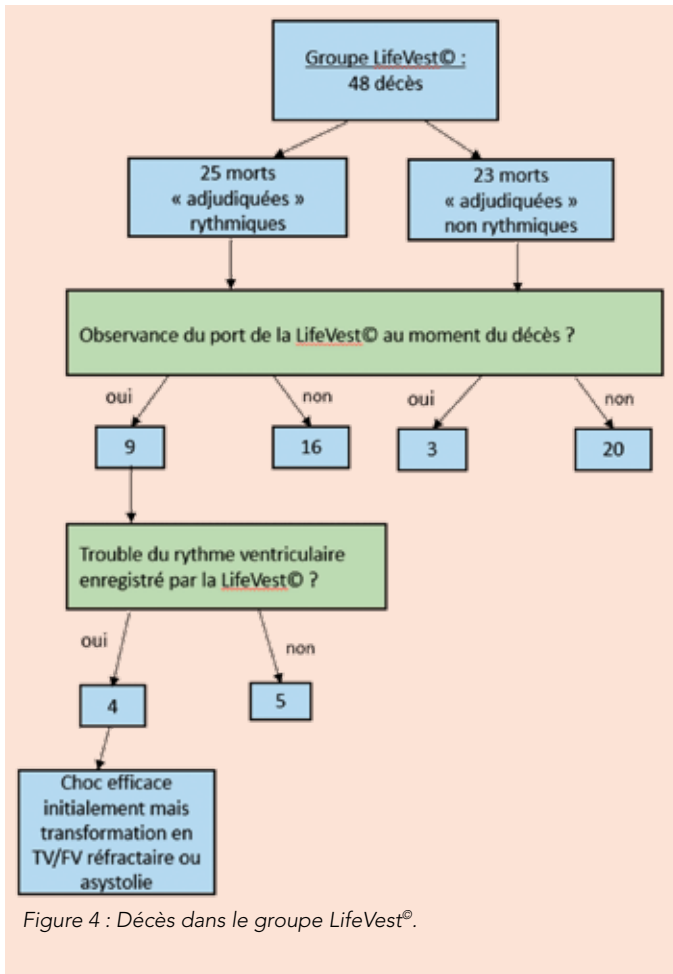 Groupe LifeVest© :
48 décès
25 morts
« adjudiquées »
rythmiques
23 morts
« adjudiquées »
non rythmiques
Observance du port de la LifeVest© au moment du décès ?
oui
non
oui
non
9
16
3
20
Trouble du rythme ventriculaire
enregistré par la LifeVest© ?
oui
non
4
5
Choc efficace
initialement mais
transformation en
TV/FV réfractaire ou
asystolie
Figure 4 : Décès dans le groupe LifeVest©.